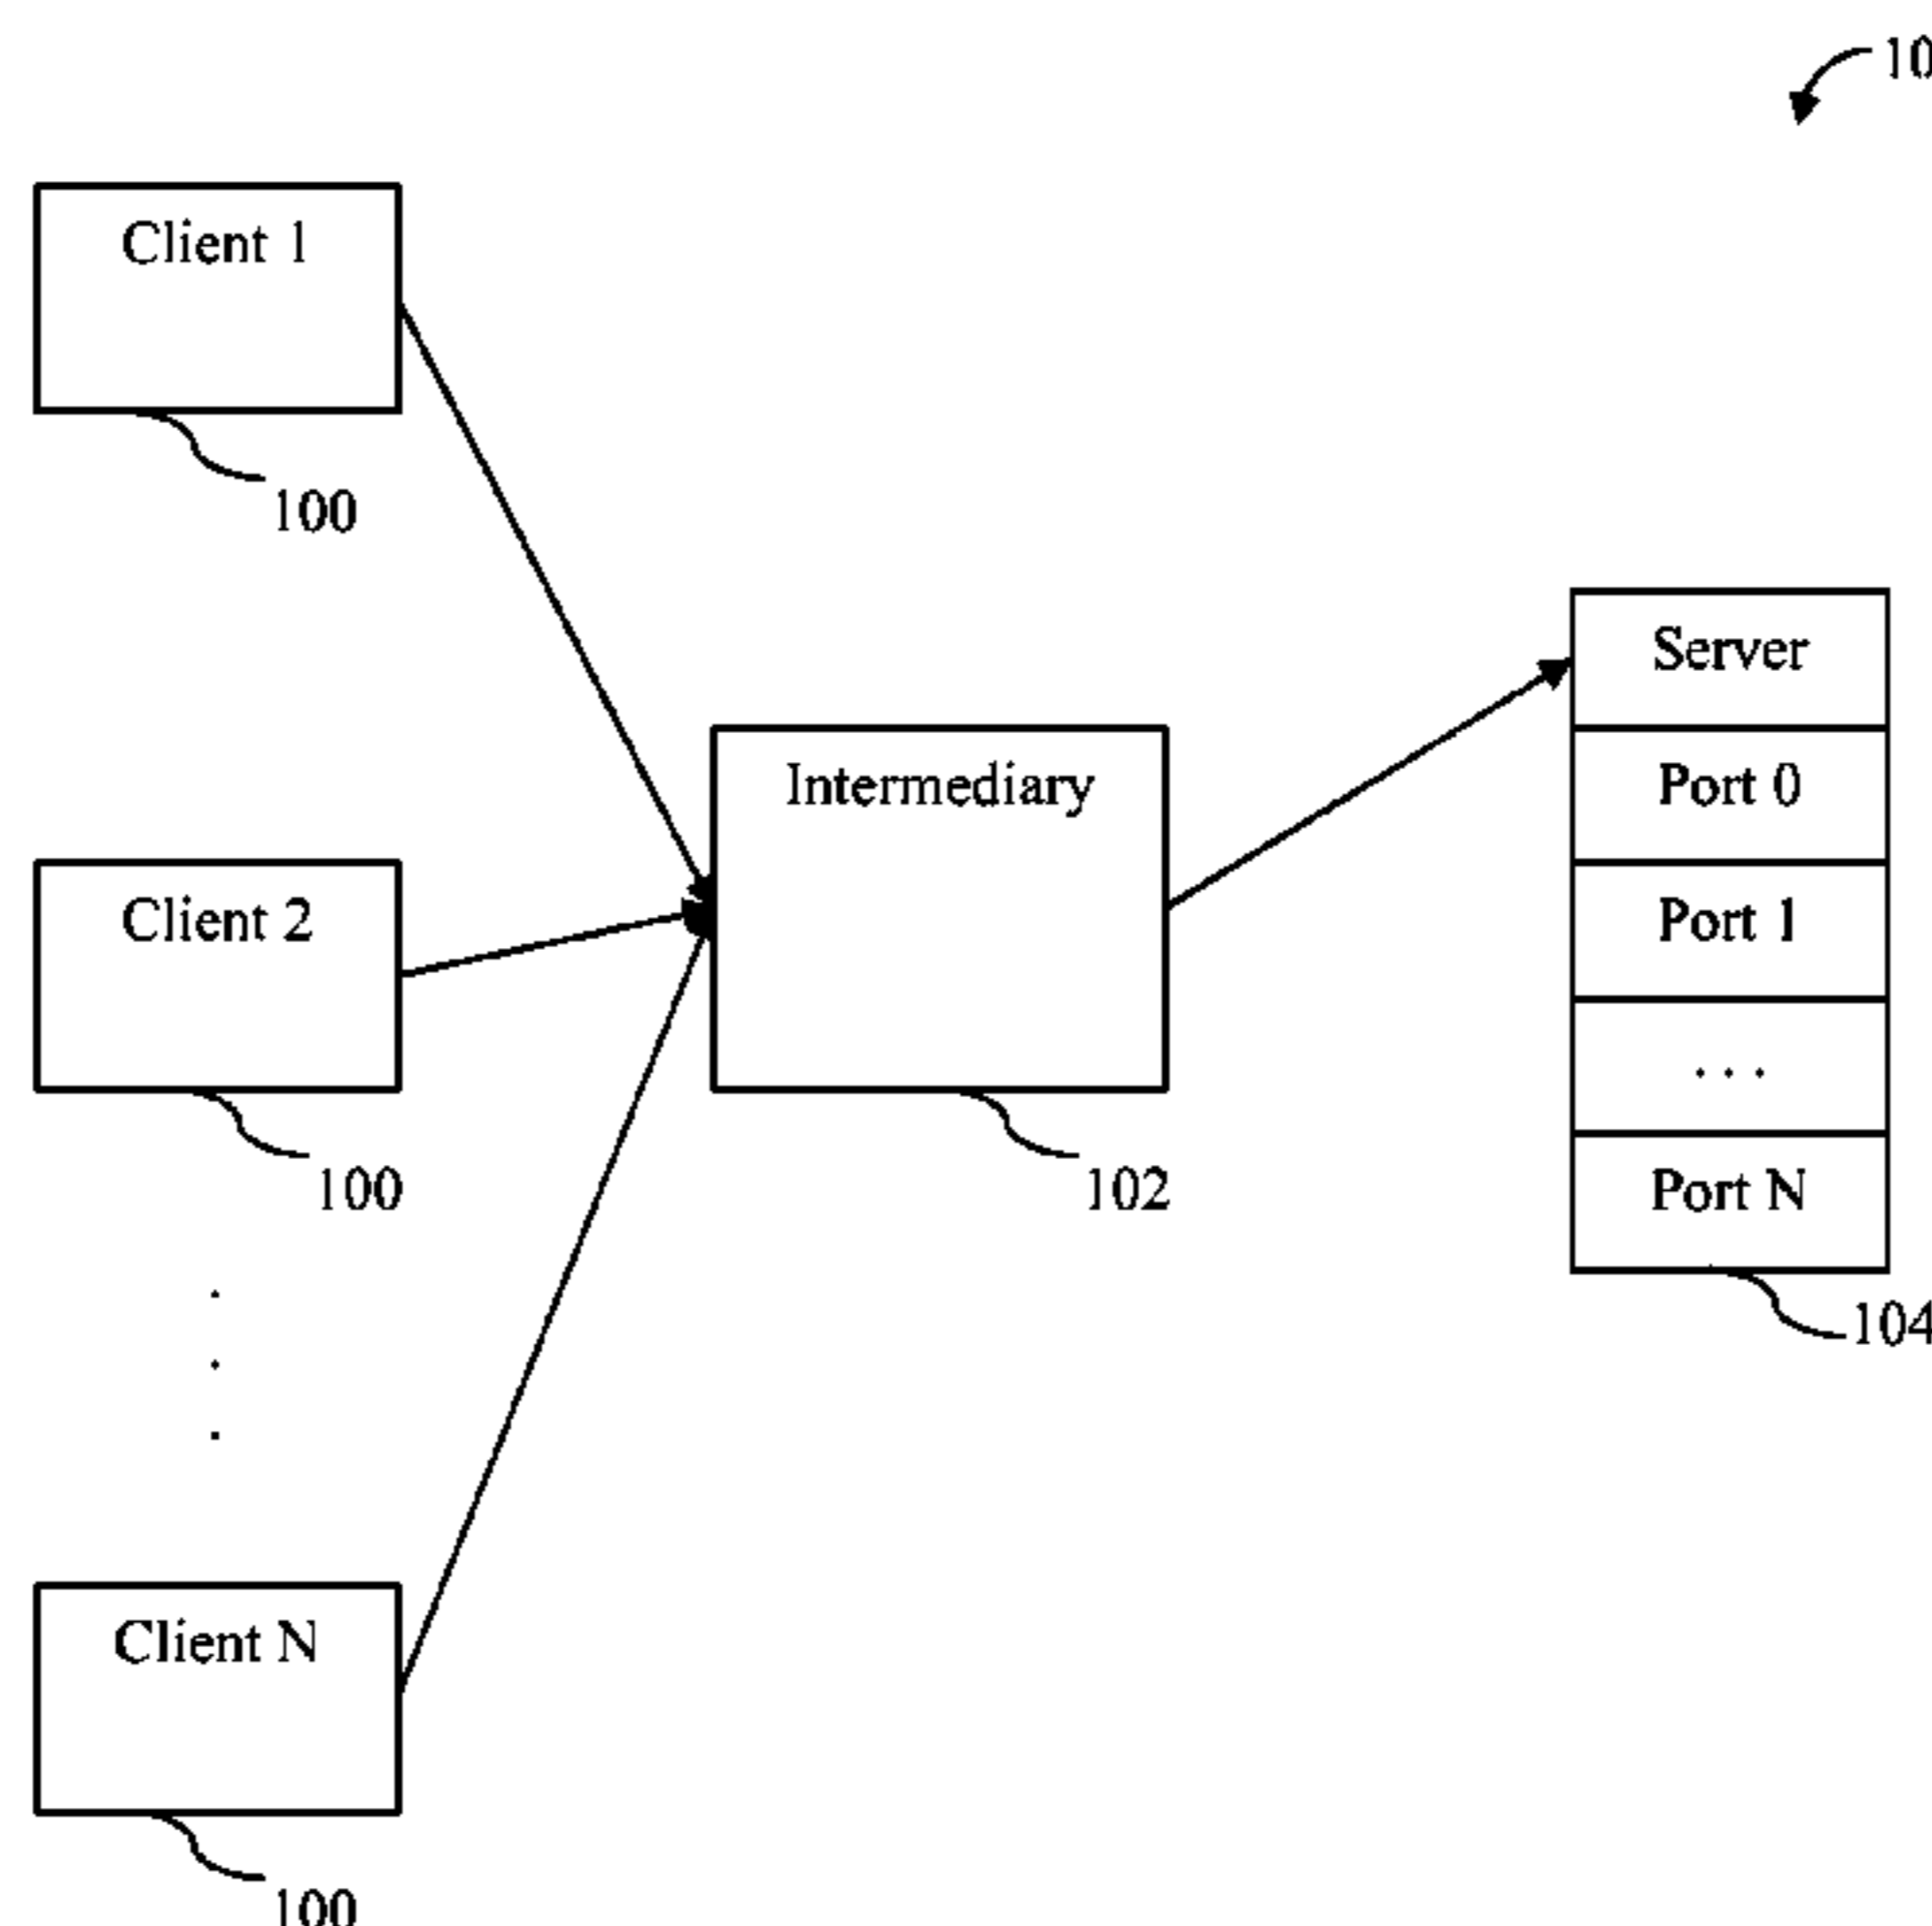 10
Client 1
100
Server
Intermediary
Port 0
Client 2
Port 1
. . .
100
102
Port N
104
Client N
100